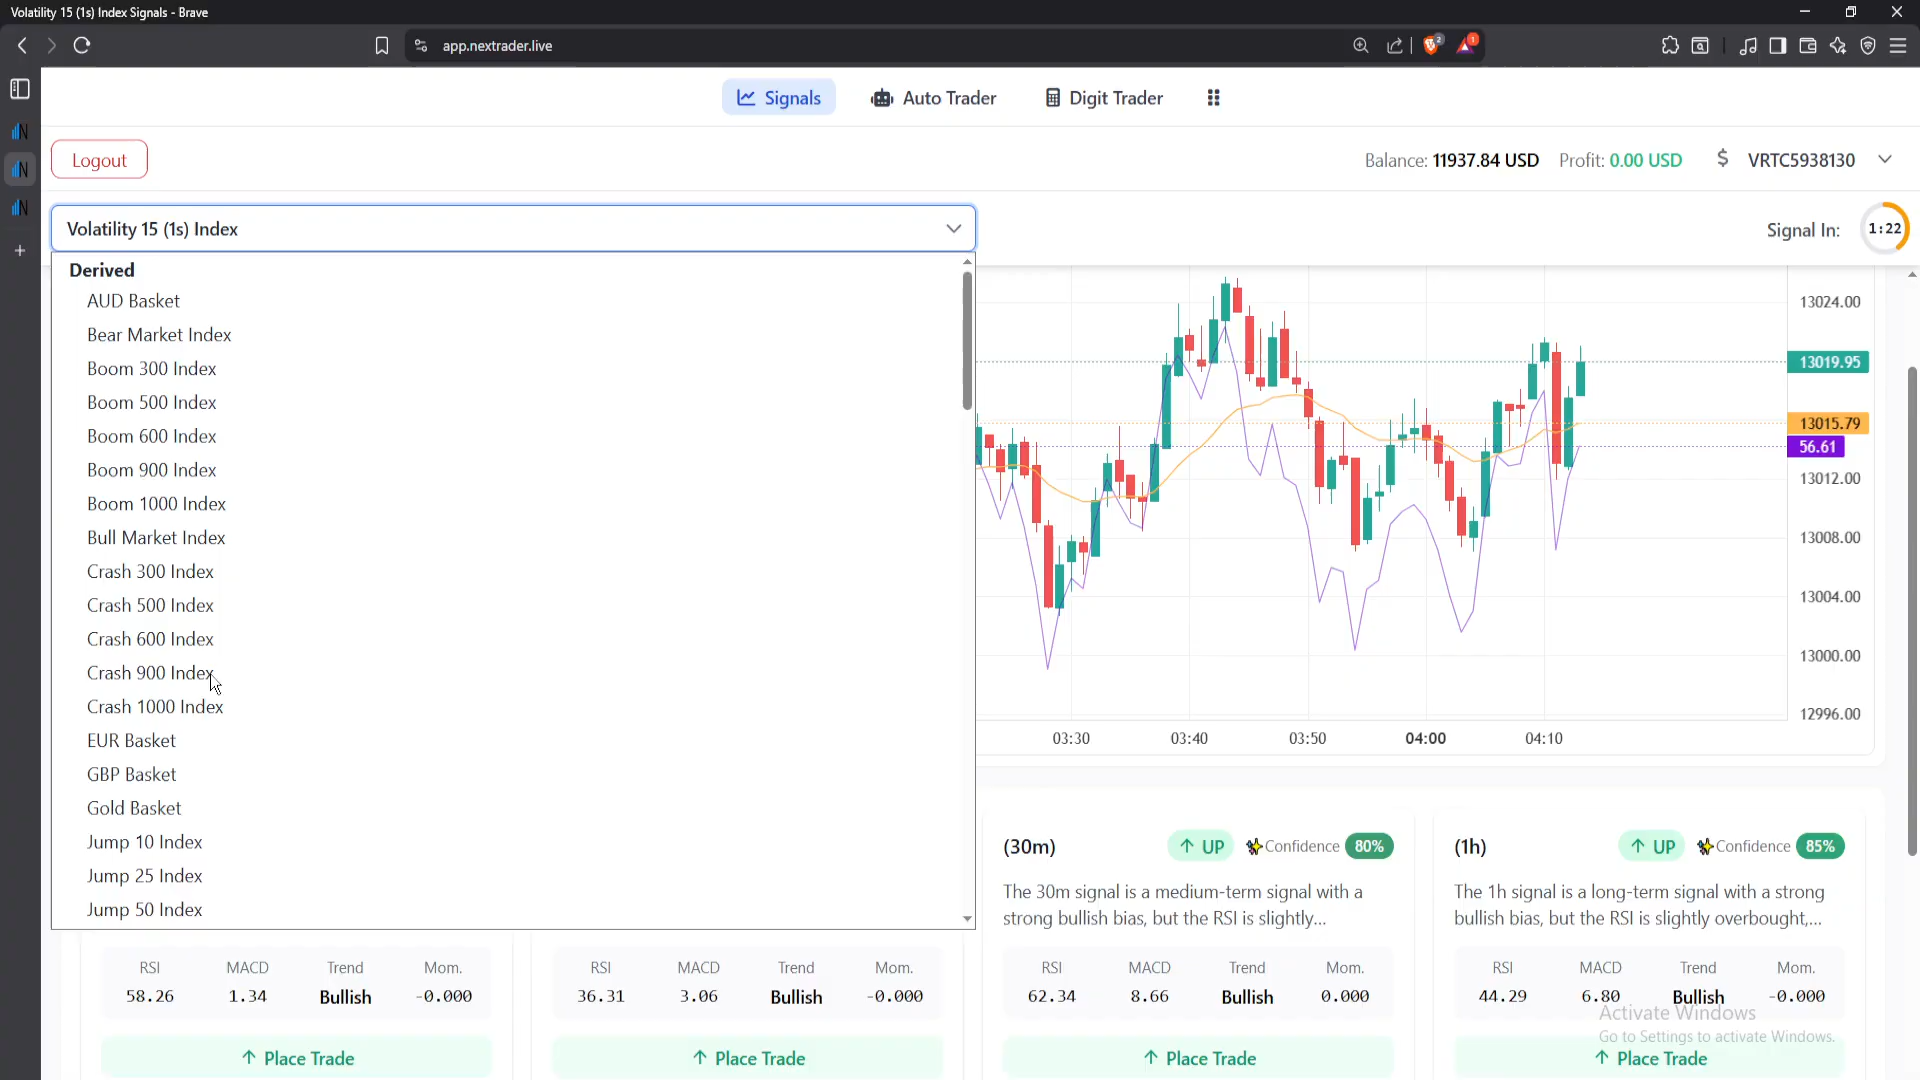 Volatility 15 (1s) Index Signals - Brave
app.nextrader.live
2
1
Signals
Auto Trader
Digit Trader
Logout
Balance: 11937.84 USD
Profit: 0.00 USD
$ VRTC5938130
Volatility 15 (1s) Index
Signal In:
1:22
Derived
AUD Basket
Bear Market Index
Boom 300 Index
Boom 500 Index
Boom 600 Index
Boom 900 Index
Boom 1000 Index
Bull Market Index
Crash 300 Index
Crash 500 Index
Crash 600 Index
Crash 900 Index
Crash 1000 Index
EUR Basket
GBP Basket
Gold Basket
Jump 10 Index
Jump 25 Index
Jump 50 Index
13024.00
13019.95
13015.79
56.61
13012.00
13008.00
13004.00
13000.00
12996.00
03:30 03:40 03:50 04:00 04:10
(30m) ↑ UP Confidence 80%
The 30m signal is a medium-term signal with a
strong bullish bias, but the RSI is slightly...
(1h) ↑ UP Confidence 85%
The 1h signal is a long-term signal with a strong
bullish bias, but the RSI is slightly overbought,...
RSI MACD Trend Mom.
58.26 1.34 Bullish -0.000
↑ Place Trade
RSI MACD Trend Mom.
36.31 3.06 Bullish -0.000
↑ Place Trade
RSI MACD Trend Mom.
62.34 8.66 Bullish 0.000
↑ Place Trade
RSI MACD Trend Mom.
44.29 6.80 Bullish -0.000
↑ Place Trade
Activate Windows
Go to Settings to activate Windows.